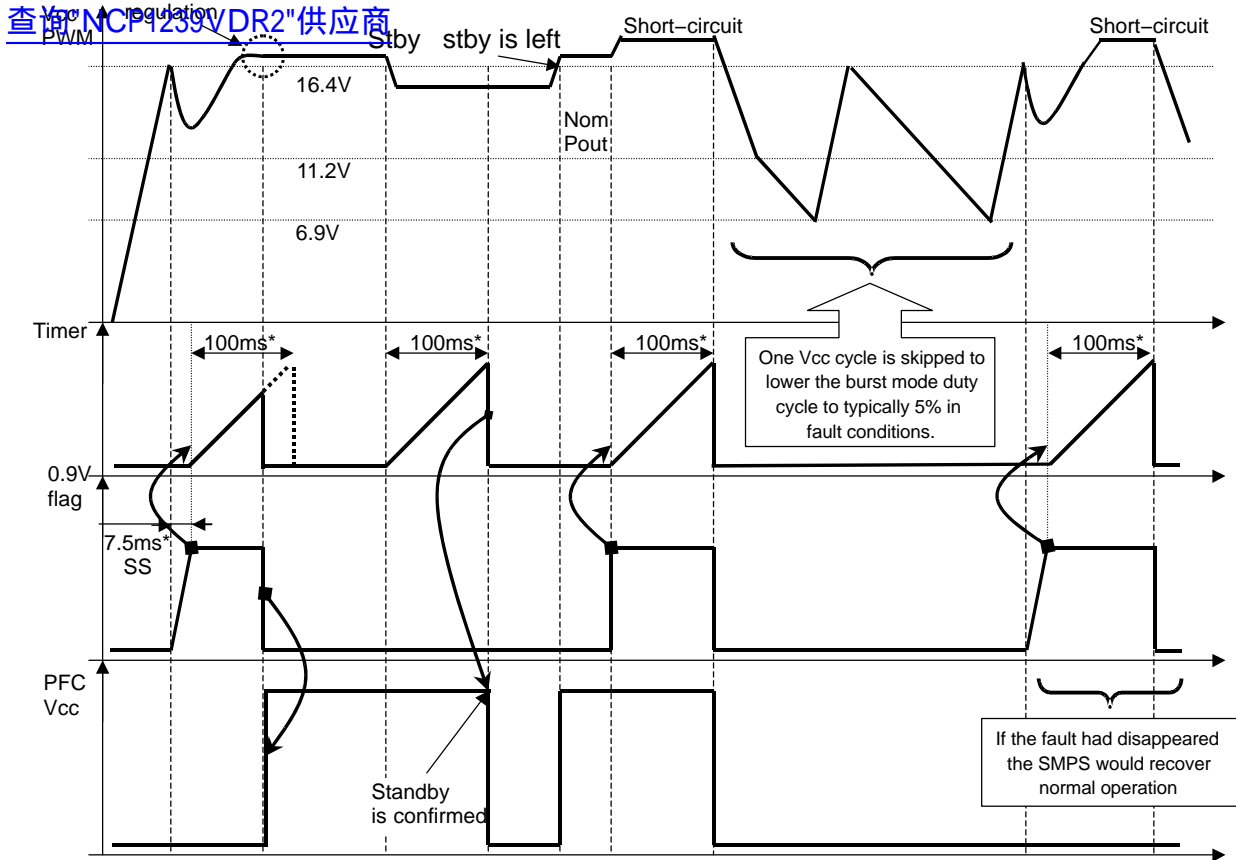 Vcc regulation
查询"NCP1239VDR2"供应商
PWM
Stby
stby is left
Short-circuit
Short-circuit
16.4V
Nom
Pout
11.2V
6.9V
Timer
100ms*
100ms*
100ms*
100ms*
One Vcc cycle is skipped to
lower the burst mode duty
cycle to typically 5% in
fault conditions.
0.9V
flag
7.5ms*
SS
PFC
Vcc
Standby
is confirmed
If the fault had disappeared
the SMPS would recover
normal operation